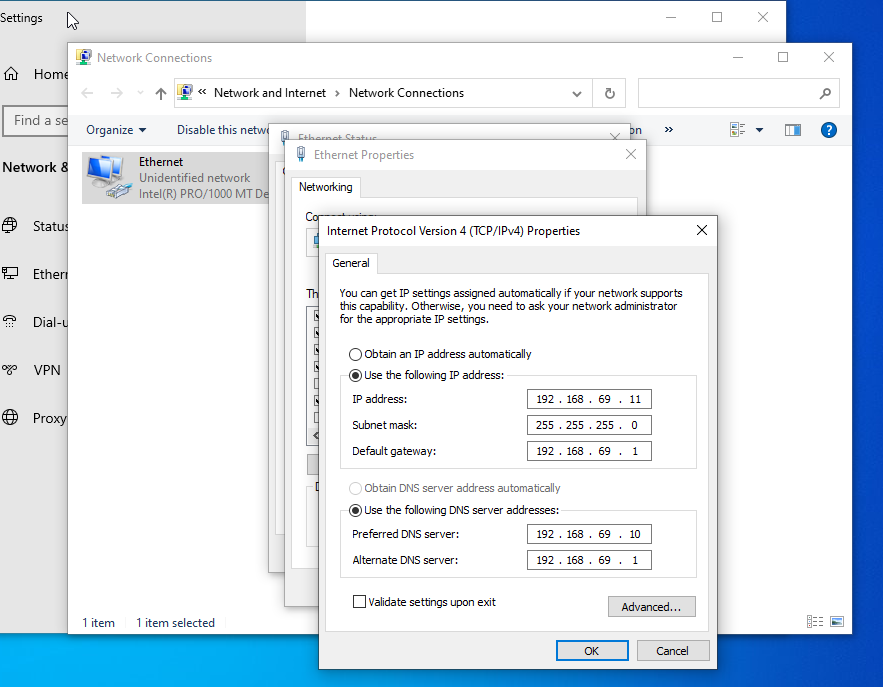 Settings
Network Connections
Home
Network and Internet
Network Connections
Find a se
Organize
Disable this netwo
on
»
Ethernet Status
Ethernet
Unidentified network
Intel(R) PRO/1000 MT De
Ethernet Properties
Network &
Networking
Status
Connect using:
Internet Protocol Version 4 (TCP/IPv4) Properties
General
Ethern
You can get IP settings assigned automatically if your network supports
this capability. Otherwise, you need to ask your network administrator
for the appropriate IP settings.
Th
Dial-u
Obtain an IP address automatically
Use the following IP address:
VPN
IP address:
192 . 168 . 69 . 11
Proxy
Subnet mask:
255 . 255 . 255 . 0
Default gateway:
192 . 168 . 69 . 1
Obtain DNS server address automatically
Use the following DNS server addresses:
Preferred DNS server:
192 . 168 . 69 . 10
Alternate DNS server:
192 . 168 . 69 . 1
Validate settings upon exit
Advanced...
1 item
1 item selected
OK
Cancel